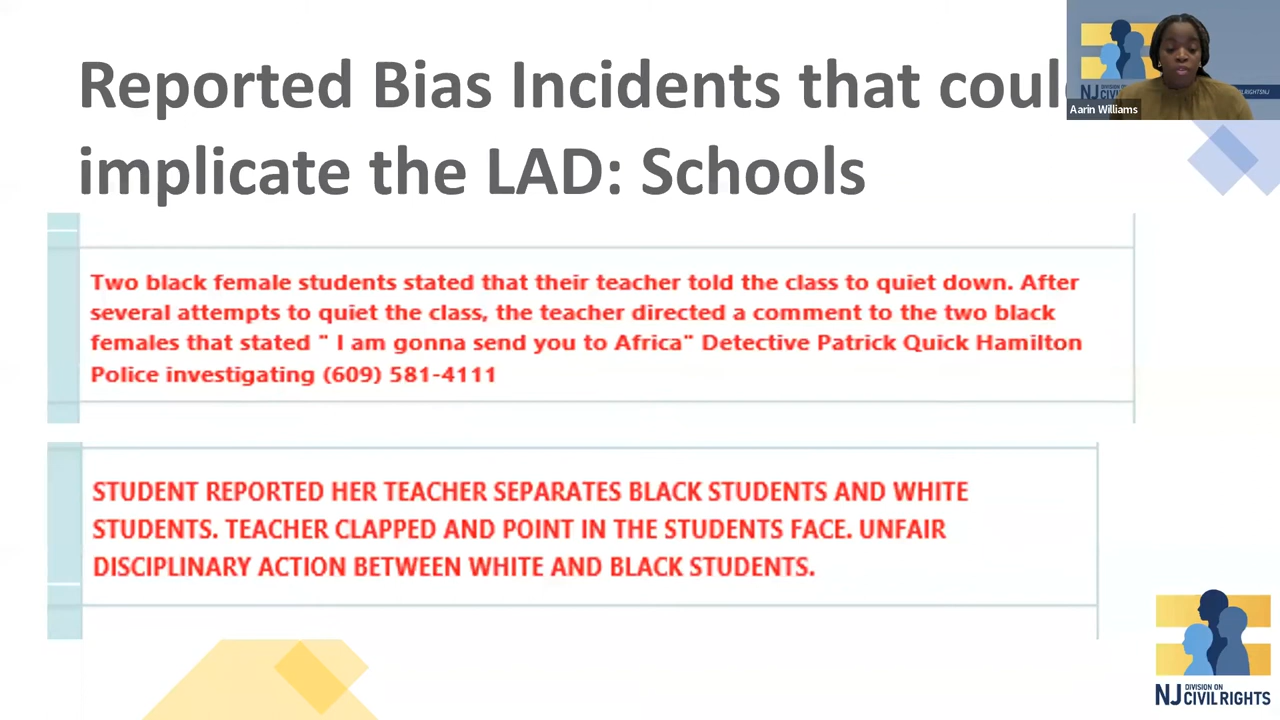 Reported Bias Incidents that coul
implicate the LAD: Schools
Aarin Williams
Two black female students stated that their teacher told the class to quiet down. After
several attempts to quiet the class, the teacher directed a comment to the two black
females that stated " I am gonna send you to Africa" Detective Patrick Quick Hamilton
Police investigating (609) 581-4111
STUDENT REPORTED HER TEACHER SEPARATES BLACK STUDENTS AND WHITE
STUDENTS. TEACHER CLAPPED AND POINT IN THE STUDENTS FACE. UNFAIR
DISCIPLINARY ACTION BETWEEN WHITE AND BLACK STUDENTS.
NJ DIVISION ON
CIVIL RIGHTS